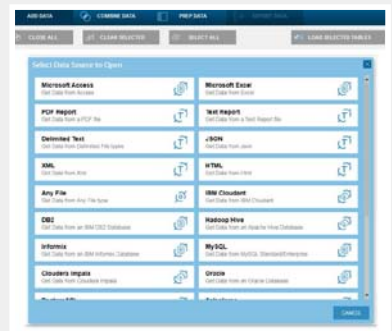 ADD DATA COMBINE DATA PREP DATA EXPORT DATA
CLOSE ALL CLEAR SELECTED SELECT ALL LOAD SELECTED TABLES
Select Data Source to Open
Microsoft Access Microsoft Excel
Get Data from Access Get Data from Excel
PDF Report Text Report
Get Data from a PDF file Get Data from a Text Report file
Delimited Text JSON
Get Data from Delimited File types Get Data from Json
XML HTML
Get Data from Xml Get Data from Html
Any File IBM Cloudant
Get Data from Any File type Get Data from IBM Cloudant
DB2 Hadoop Hive
Get Data from an IBM DB2 Database Get Data from an Apache Hive Database
Informix MySQL
Get Data from an IBM Informix Database Get Data from MySQL Standard/Enterprise
Cloudera Impala Oracle
Get Data from Cloudera Impala Get Data from an Oracle Database
CANCEL